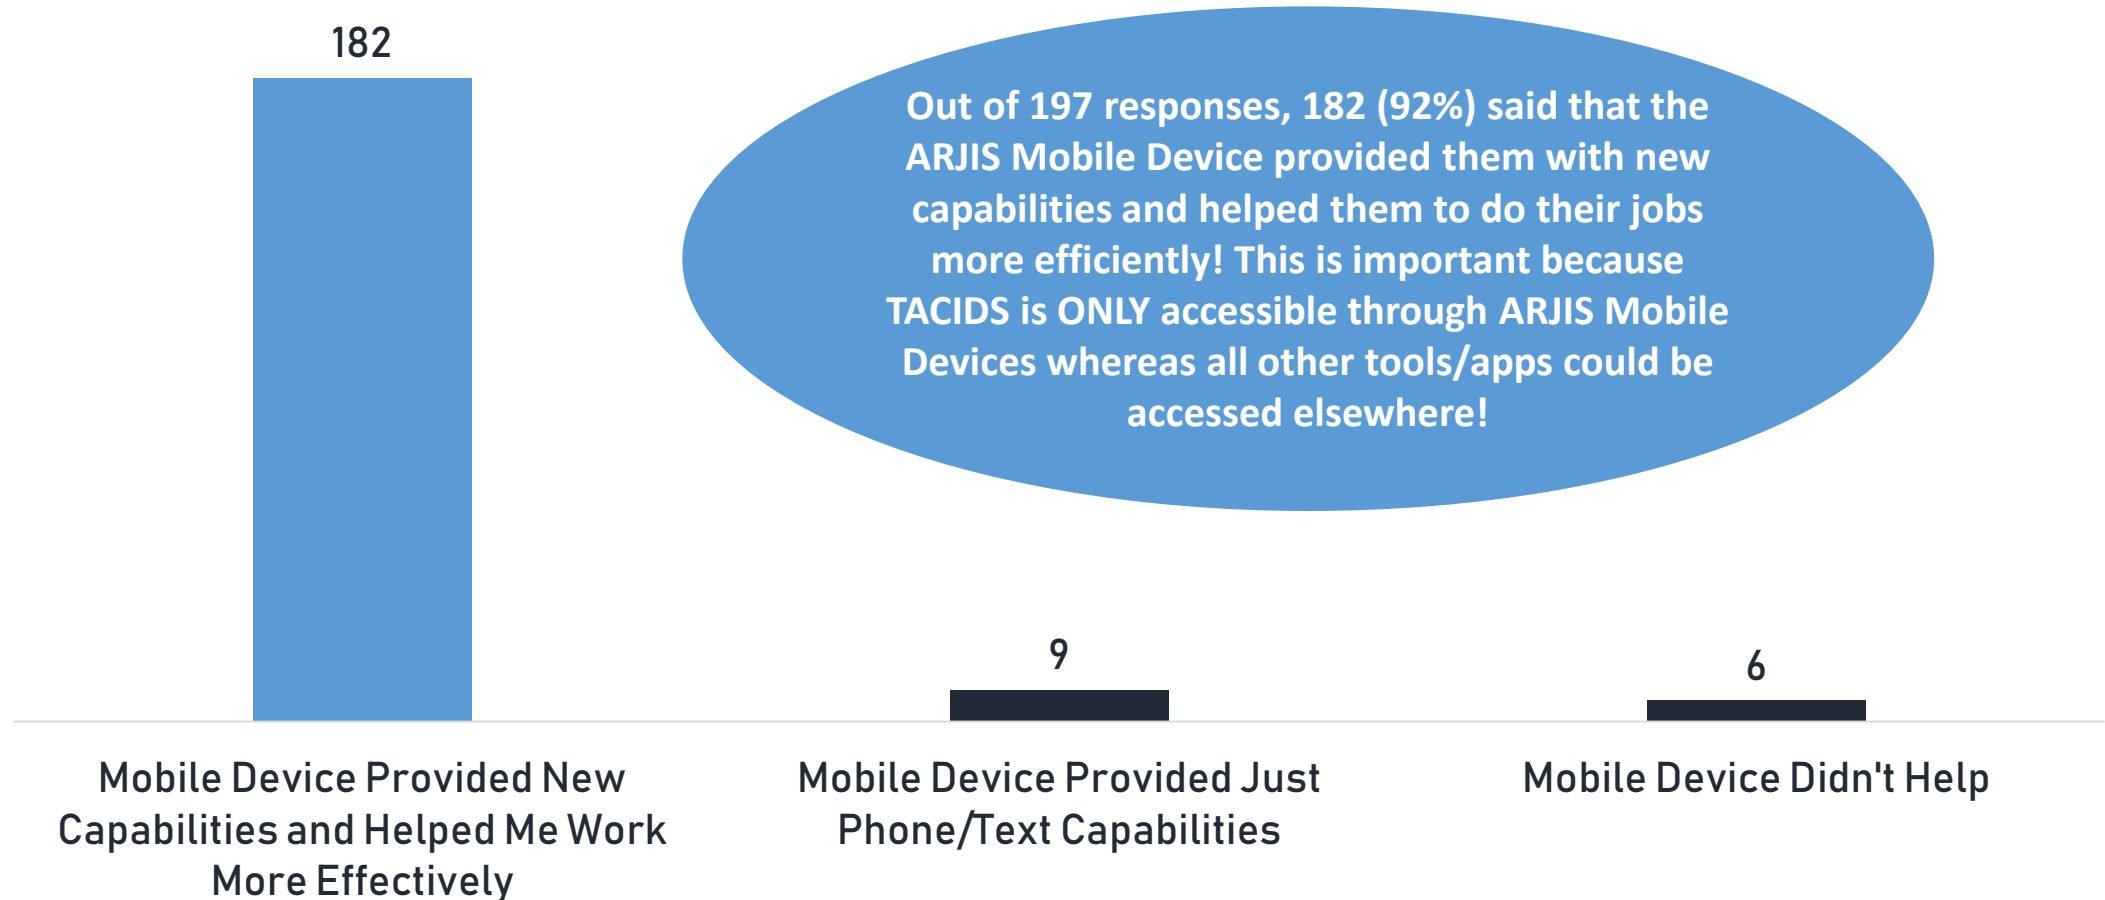 182
Out of 197 responses, 182 (92%) said that the
ARJIS Mobile Device provided them with new
capabilities and helped them to do their jobs
more efficiently! This is important because
TACIDS is ONLY accessible through ARJIS Mobile
Devices whereas all other tools/apps could be
accessed elsewhere!
9
6
Mobile Device Provided New
Capabilities and Helped Me Work
More Effectively
Mobile Device Provided Just
Phone/Text Capabilities
Mobile Device Didn't Help